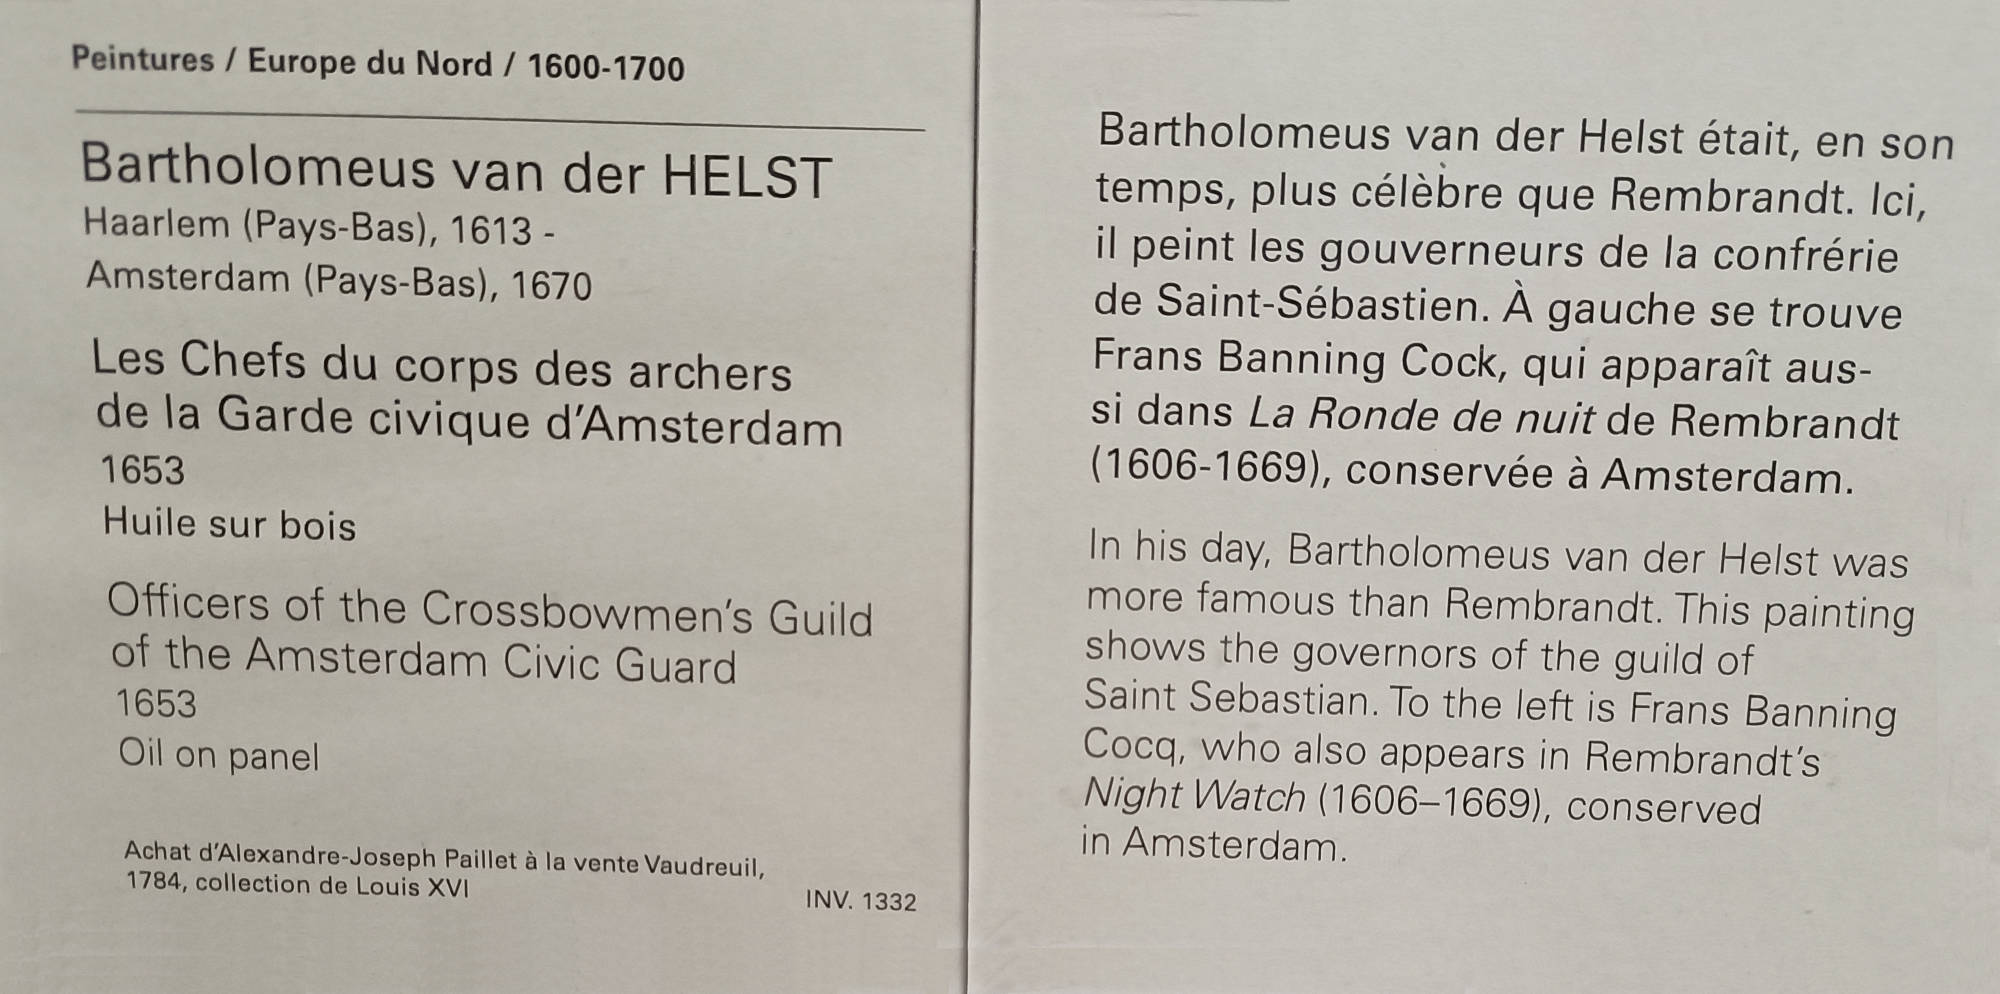 Peintures / Europe du Nord / 1600-1700
Bartholomeus van der HELST
Haarlem (Pays-Bas), 1613 -
Amsterdam (Pays-Bas), 1670
Les Chefs du corps des archers
de la Garde civique d'Amsterdam
1653
Huile sur bois
Officers of the Crossbowmen's Guild
of the Amsterdam Civic Guard
1653
Oil on panel
Achat d'Alexandre-Joseph Paillet à la vente Vaudreuil,
1784, collection de Louis XVI
INV. 1332
Bartholomeus van der Helst était, en son
temps, plus célèbre que Rembrandt. Ici,
il peint les gouverneurs de la confrérie
de Saint-Sébastien. À gauche se trouve
Frans Banning Cock, qui apparaît aus-
si dans La Ronde de nuit de Rembrandt
(1606-1669), conservée à Amsterdam.
In his day, Bartholomeus van der Helst was
more famous than Rembrandt. This painting
shows the governors of the guild of
Saint Sebastian. To the left is Frans Banning
Cocq, who also appears in Rembrandt's
Night Watch (1606–1669), conserved
in Amsterdam.